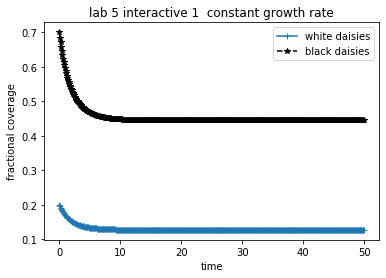 lab 5 interactive 1  constant growth rate
white daisies
black daisies
fractional coverage
0.7
0.6
0.5
0.4
0.3
0.2
0.1
0
10
20
30
40
50
time